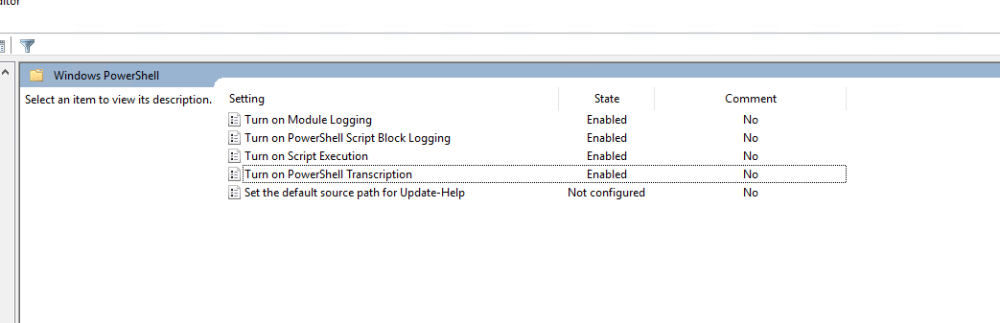 Windows PowerShell
Select an item to view its description.
Setting State Comment
Turn on Module Logging Enabled No
Turn on PowerShell Script Block Logging Enabled No
Turn on Script Execution Enabled No
Turn on PowerShell Transcription Enabled No
Set the default source path for Update-Help Not configured No